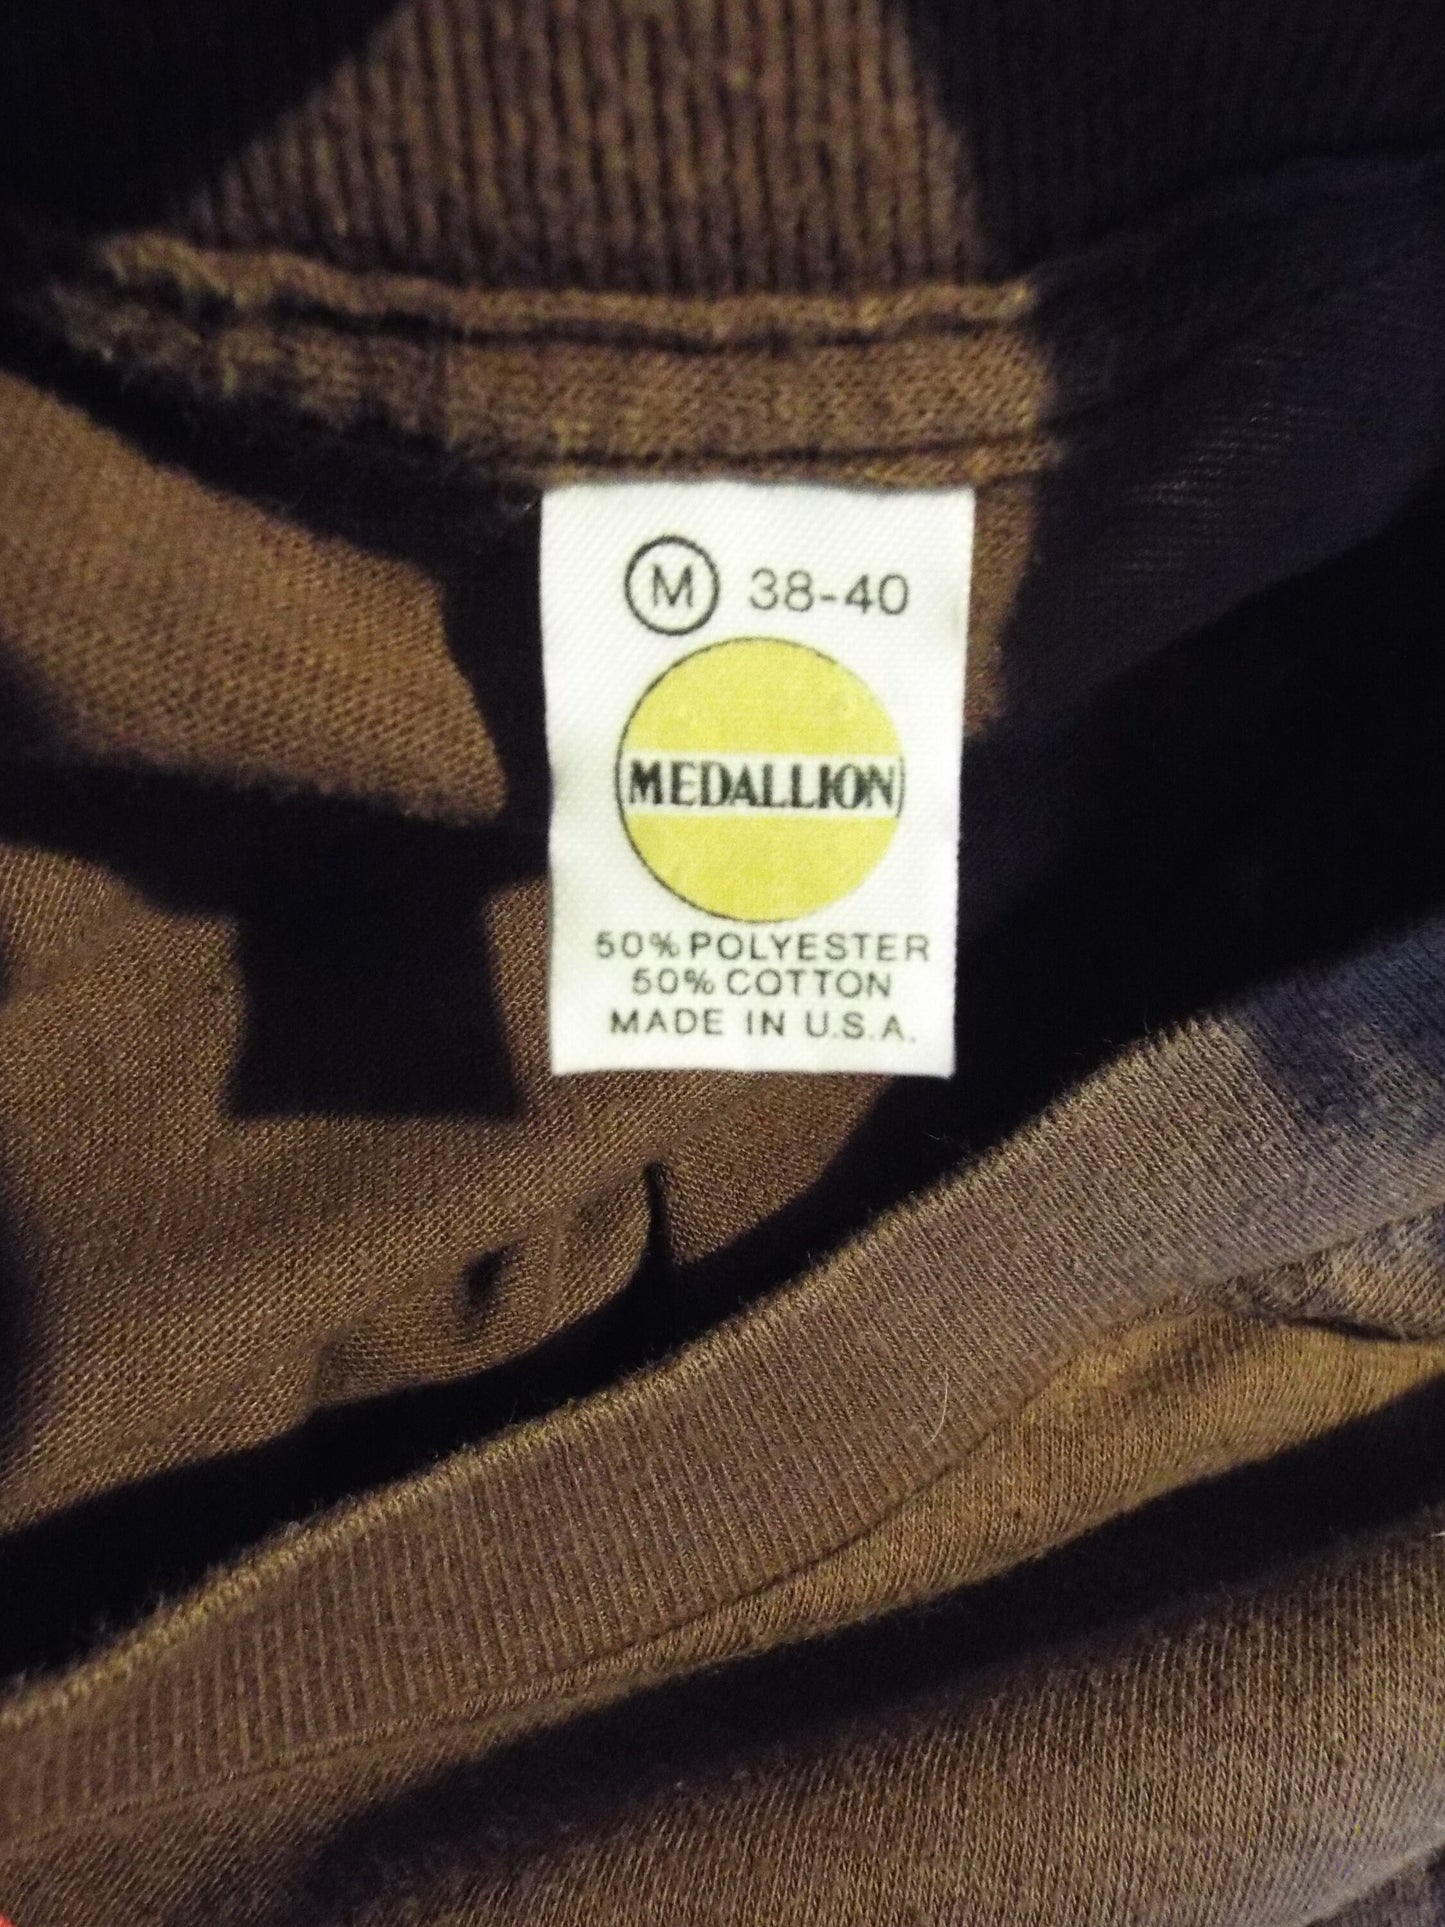 M 38-40
MEDALLION
50% POLYESTER
50% COTTON
MADE IN U.S.A.